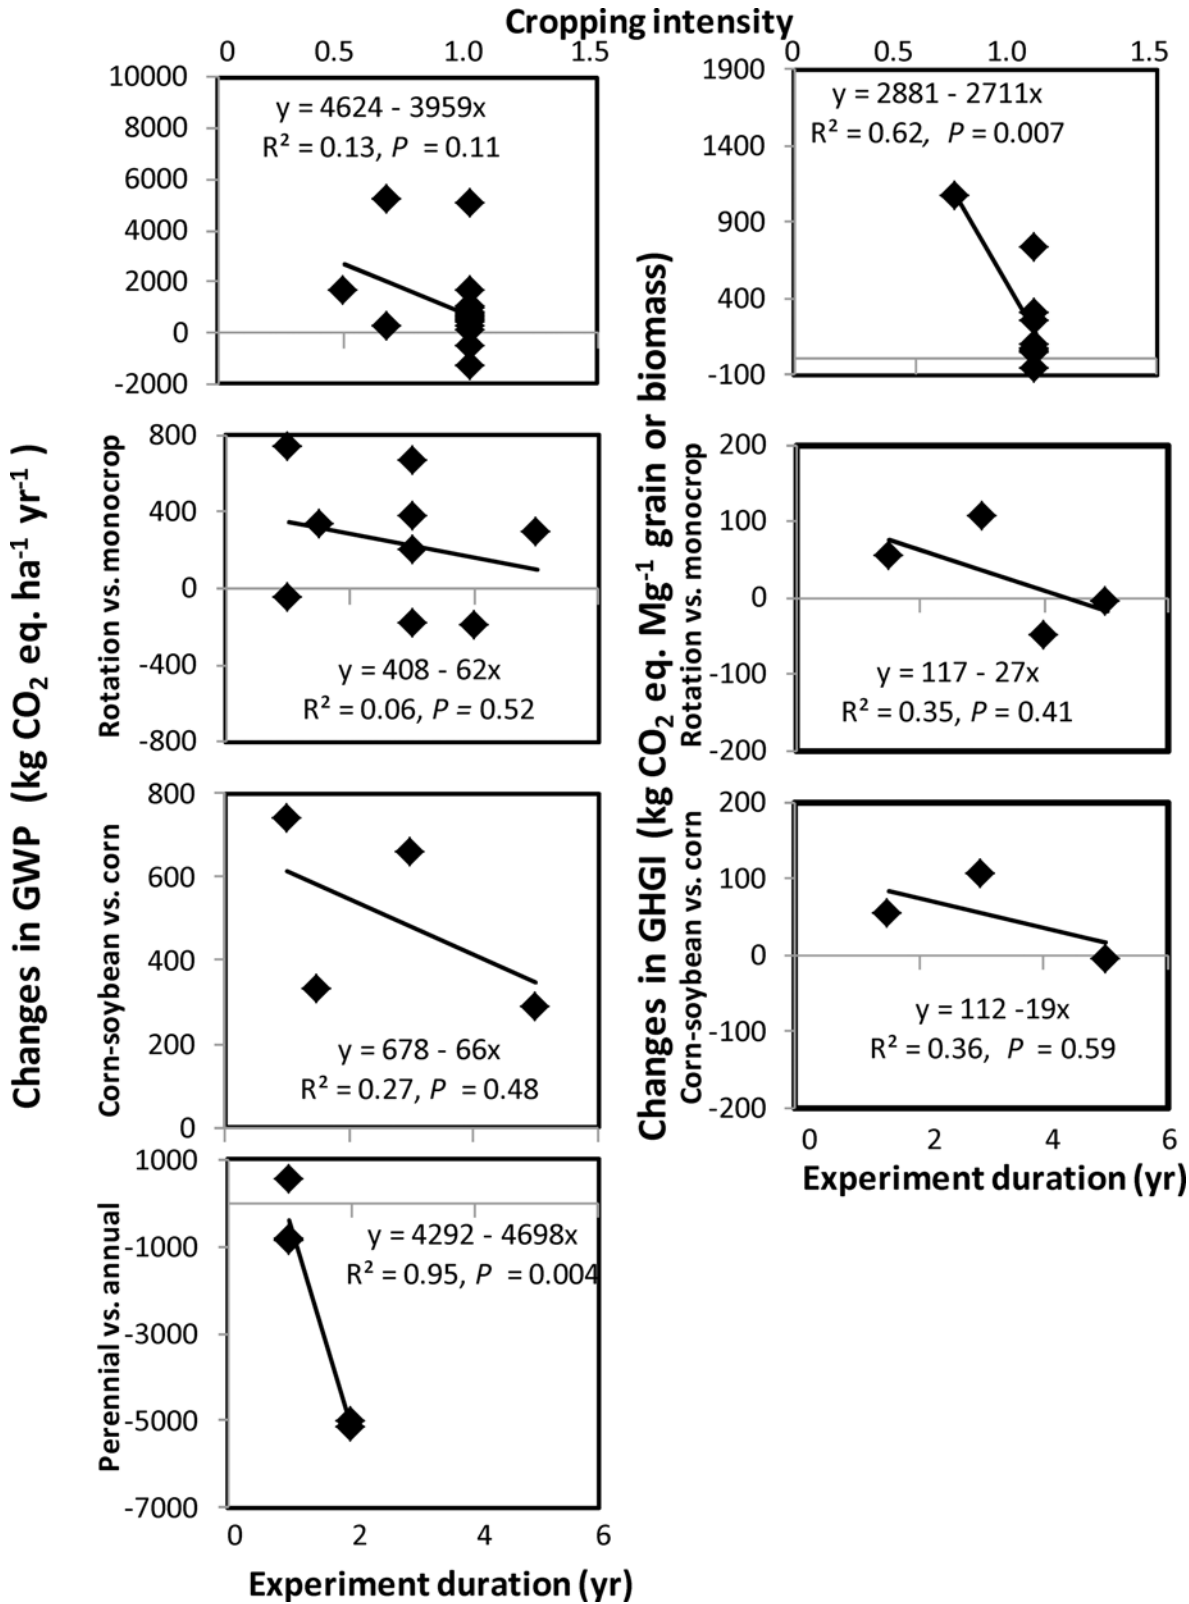 Cropping intensity
0 0.5 1.0 1.5
0 0.5 1.0 1.5
Changes in GWP (kg CO₂ eq. ha⁻¹ yr⁻¹)
10000
8000
6000
4000
2000
0
-2000
y = 4624 - 3959x
R² = 0.13, P = 0.11
Changes in GHGI (kg CO₂ eq. Mg⁻¹ grain or biomass)
1900
1400
900
400
-100
y = 2881 - 2711x
R² = 0.62, P = 0.007
Rotation vs. monocrop
800
400
0
-400
-800
y = 408 - 62x
R² = 0.06, P = 0.52
Rotation vs. monocrop
200
100
0
-100
-200
y = 117 - 27x
R² = 0.35, P = 0.41
Corn-soybean vs. corn
800
600
400
200
0
y = 678 - 66x
R² = 0.27, P = 0.48
Corn-soybean vs. corn
200
100
0
-100
-200
y = 112 -19x
R² = 0.36, P = 0.59
0 2 4 6
Experiment duration (yr)
Perennial vs. annual
1000
-1000
-3000
-5000
-7000
y = 4292 - 4698x
R² = 0.95, P = 0.004
0 2 4 6
Experiment duration (yr)